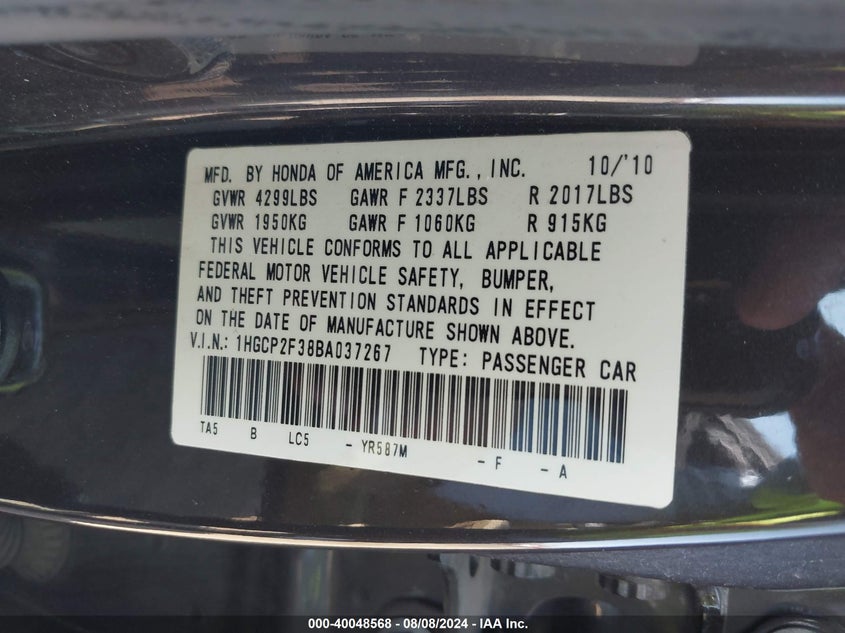 MFD. BY HONDA OF AMERICA MFG., INC. 10/'10
GVWR 4299LBS GAWR F 2337LBS R 2017LBS
GVWR 1950KG GAWR F 1060KG R 915KG
THIS VEHICLE CONFORMS TO ALL APPLICABLE
FEDERAL MOTOR VEHICLE SAFETY, BUMPER,
AND THEFT PREVENTION STANDARDS IN EFFECT
ON THE DATE OF MANUFACTURE SHOWN ABOVE.
V.I.N.: 1HGCP2F38BA037267 TYPE: PASSENGER CAR
TA5 B LC5 - YR587M - F - A
000-40048568 - 08/08/2024 - IAA Inc.